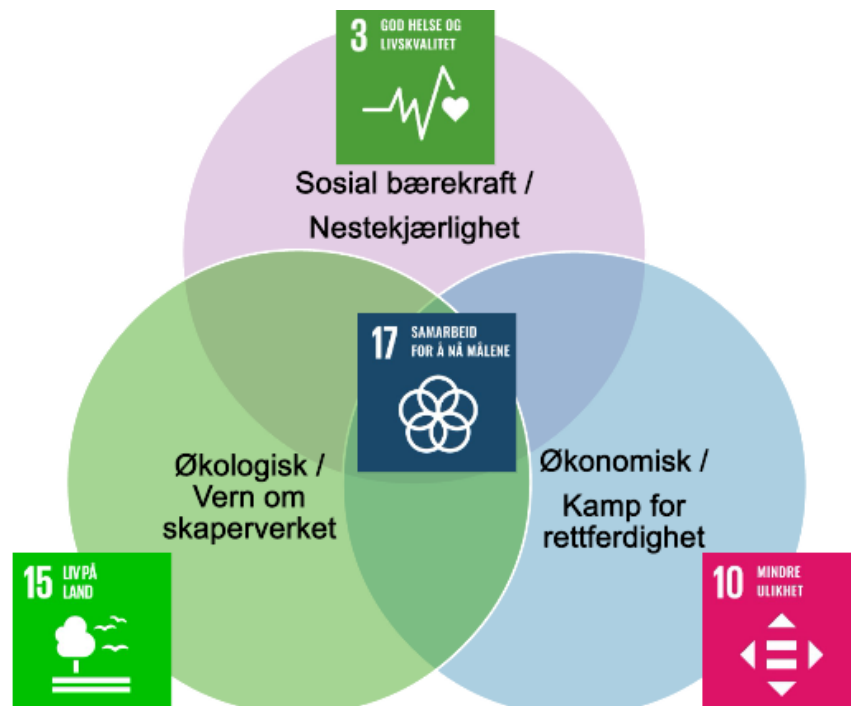 3 GOD HELSE OG
LIVSKVALITET
Sosial bærekraft /
Nestekjærlighet
17 SAMARBEID
FOR Å NÅ MÅLENE
Økologisk /
Vern om
skaperverket
Økonomisk /
Kamp for
rettferdighet
15 LIV PÅ
LAND
10 MINDRE
ULIKHET